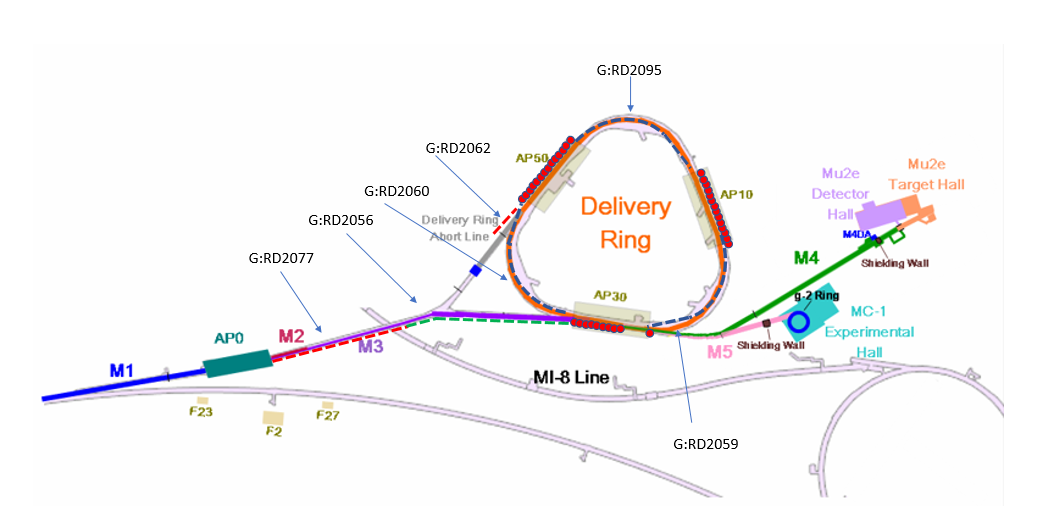 G:RD2095
G:RD2062
AP50
G:RD2060
Mu2e
Target Hall
Mu2e
Detector
Hall
AP10
Delivery
Ring
G:RD2056
Delivery Ring
Abort Line
M4DA
Shielding Wall
M4
G:RD2077
AP30
g-2 Ring
MC-1
Experimental
Hall
AP0
M2
M3
M5
Shielding Wall
M1
MI-8 Line
F23
F2
F27
G:RD2059